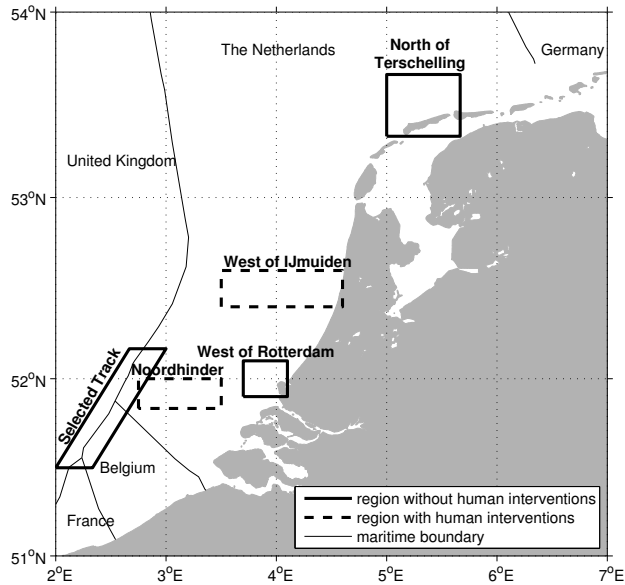 54°N
The Netherlands
North of
Terschelling
Germany
United Kingdom
53°N
West of IJmuiden
West of Rotterdam
Noordhinder
Selected Track
52°N
Belgium
France
region without human interventions
region with human interventions
maritime boundary
51°N
2°E
3°E
4°E
5°E
6°E
7°E